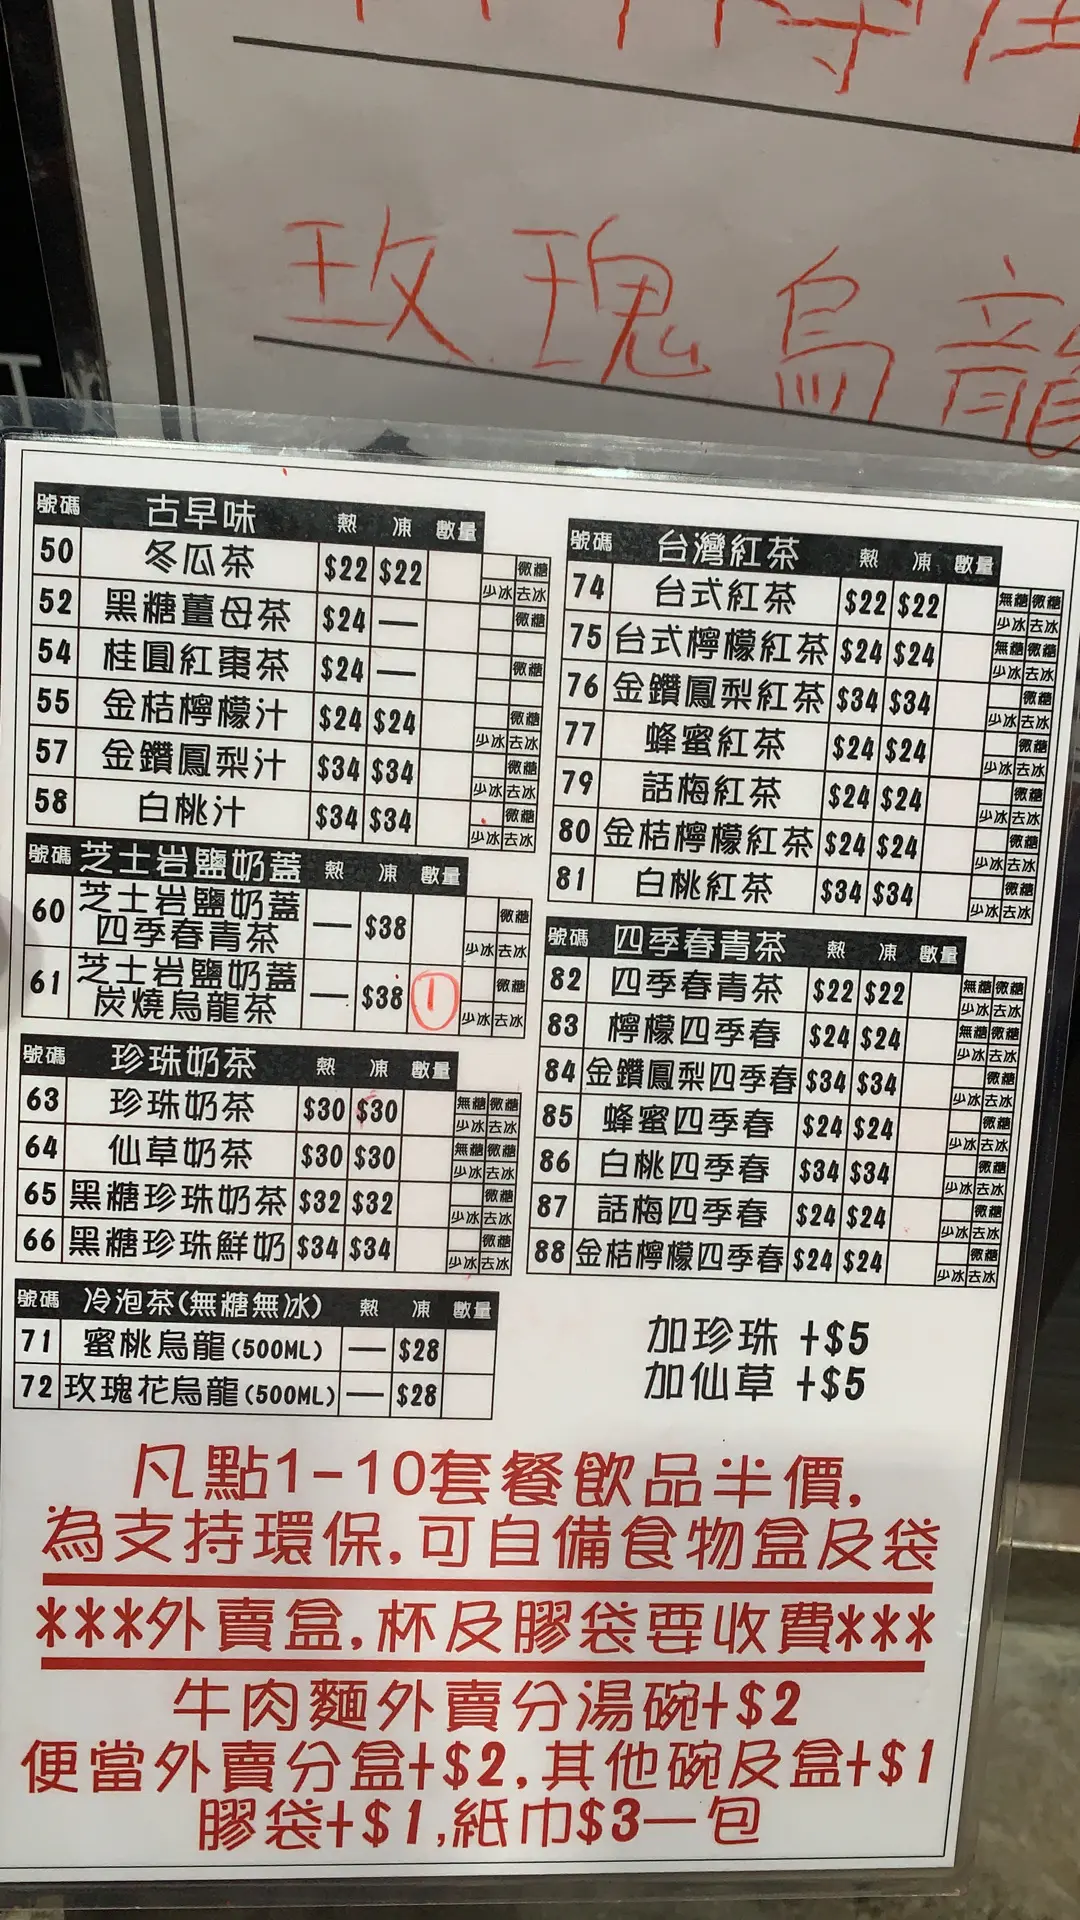 玫瑰烏龍
號碼 古早味 熱 凍 數量
50 冬瓜茶 $22 $22 微糖 少冰 去冰
52 黑糖薑母茶 $24 — 微糖
54 桂圓紅棗茶 $24 — 微糖
55 金桔檸檬汁 $24 $24 微糖 少冰 去冰
57 金鑽鳳梨汁 $34 $34 微糖 少冰 去冰
58 白桃汁 $34 $34 微糖 少冰 去冰
號碼 芝士岩鹽奶蓋 熱 凍 數量
60 芝士岩鹽奶蓋
四季春青茶 — $38 微糖 少冰 去冰
61 芝士岩鹽奶蓋
炭燒烏龍茶 — $38 1 微糖 少冰 去冰
號碼 珍珠奶茶 熱 凍 數量
63 珍珠奶茶 $30 $30 無糖 微糖 少冰 去冰
64 仙草奶茶 $30 $30 無糖 微糖 少冰 去冰
65 黑糖珍珠奶茶 $32 $32 微糖 少冰 去冰
66 黑糖珍珠鮮奶 $34 $34 微糖 少冰 去冰
號碼 冷泡茶(無糖無冰) 熱 凍 數量
71 蜜桃烏龍(500ML) — $28
72 玫瑰花烏龍(500ML) — $28
號碼 台灣紅茶 熱 凍 數量
74 台式紅茶 $22 $22 無糖 微糖 少冰 去冰
75 台式檸檬紅茶 $24 $24 無糖 微糖 少冰 去冰
76 金鑽鳳梨紅茶 $34 $34 微糖 少冰 去冰
77 蜂蜜紅茶 $24 $24 微糖 少冰 去冰
79 話梅紅茶 $24 $24 微糖 少冰 去冰
80 金桔檸檬紅茶 $24 $24 微糖 少冰 去冰
81 白桃紅茶 $34 $34 微糖 少冰 去冰
號碼 四季春青茶 熱 凍 數量
82 四季春青茶 $22 $22 無糖 微糖 少冰 去冰
83 檸檬四季春 $24 $24 無糖 微糖 少冰 去冰
84 金鑽鳳梨四季春 $34 $34 微糖 少冰 去冰
85 蜂蜜四季春 $24 $24 微糖 少冰 去冰
86 白桃四季春 $34 $34 微糖 少冰 去冰
87 話梅四季春 $24 $24 微糖 少冰 去冰
88 金桔檸檬四季春 $24 $24 微糖 少冰 去冰
加珍珠 +$5
加仙草 +$5
凡點1-10套餐飲品半價,
為支持環保,可自備食物盒及袋
***外賣盒,杯及膠袋要收費***
牛肉麵外賣分湯碗+$2
便當外賣分盒+$2,其他碗及盒+$1
膠袋+$1,紙巾$3一包